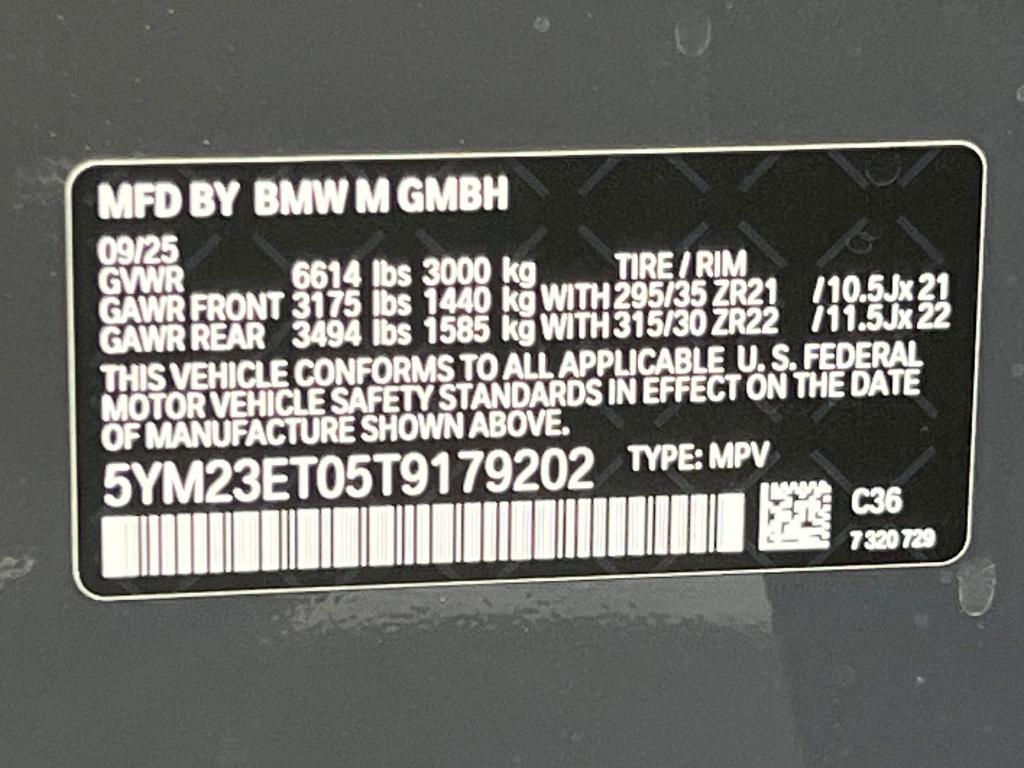 MFD BY BMW M GMBH
09/25
TIRE / RIM
GVWR 6614 lbs 3000 kg
GAWR FRONT 3175 lbs 1440 kg WITH 295/35 ZR21 /10.5Jx 21
GAWR REAR 3494 lbs 1585 kg WITH 315/30 ZR22 /11.5Jx 22
THIS VEHICLE CONFORMS TO ALL APPLICABLE U. S. FEDERAL
MOTOR VEHICLE SAFETY STANDARDS IN EFFECT ON THE DATE
OF MANUFACTURE SHOWN ABOVE.
5YM23ET05T9179202 TYPE: MPV
C36
7 320 729